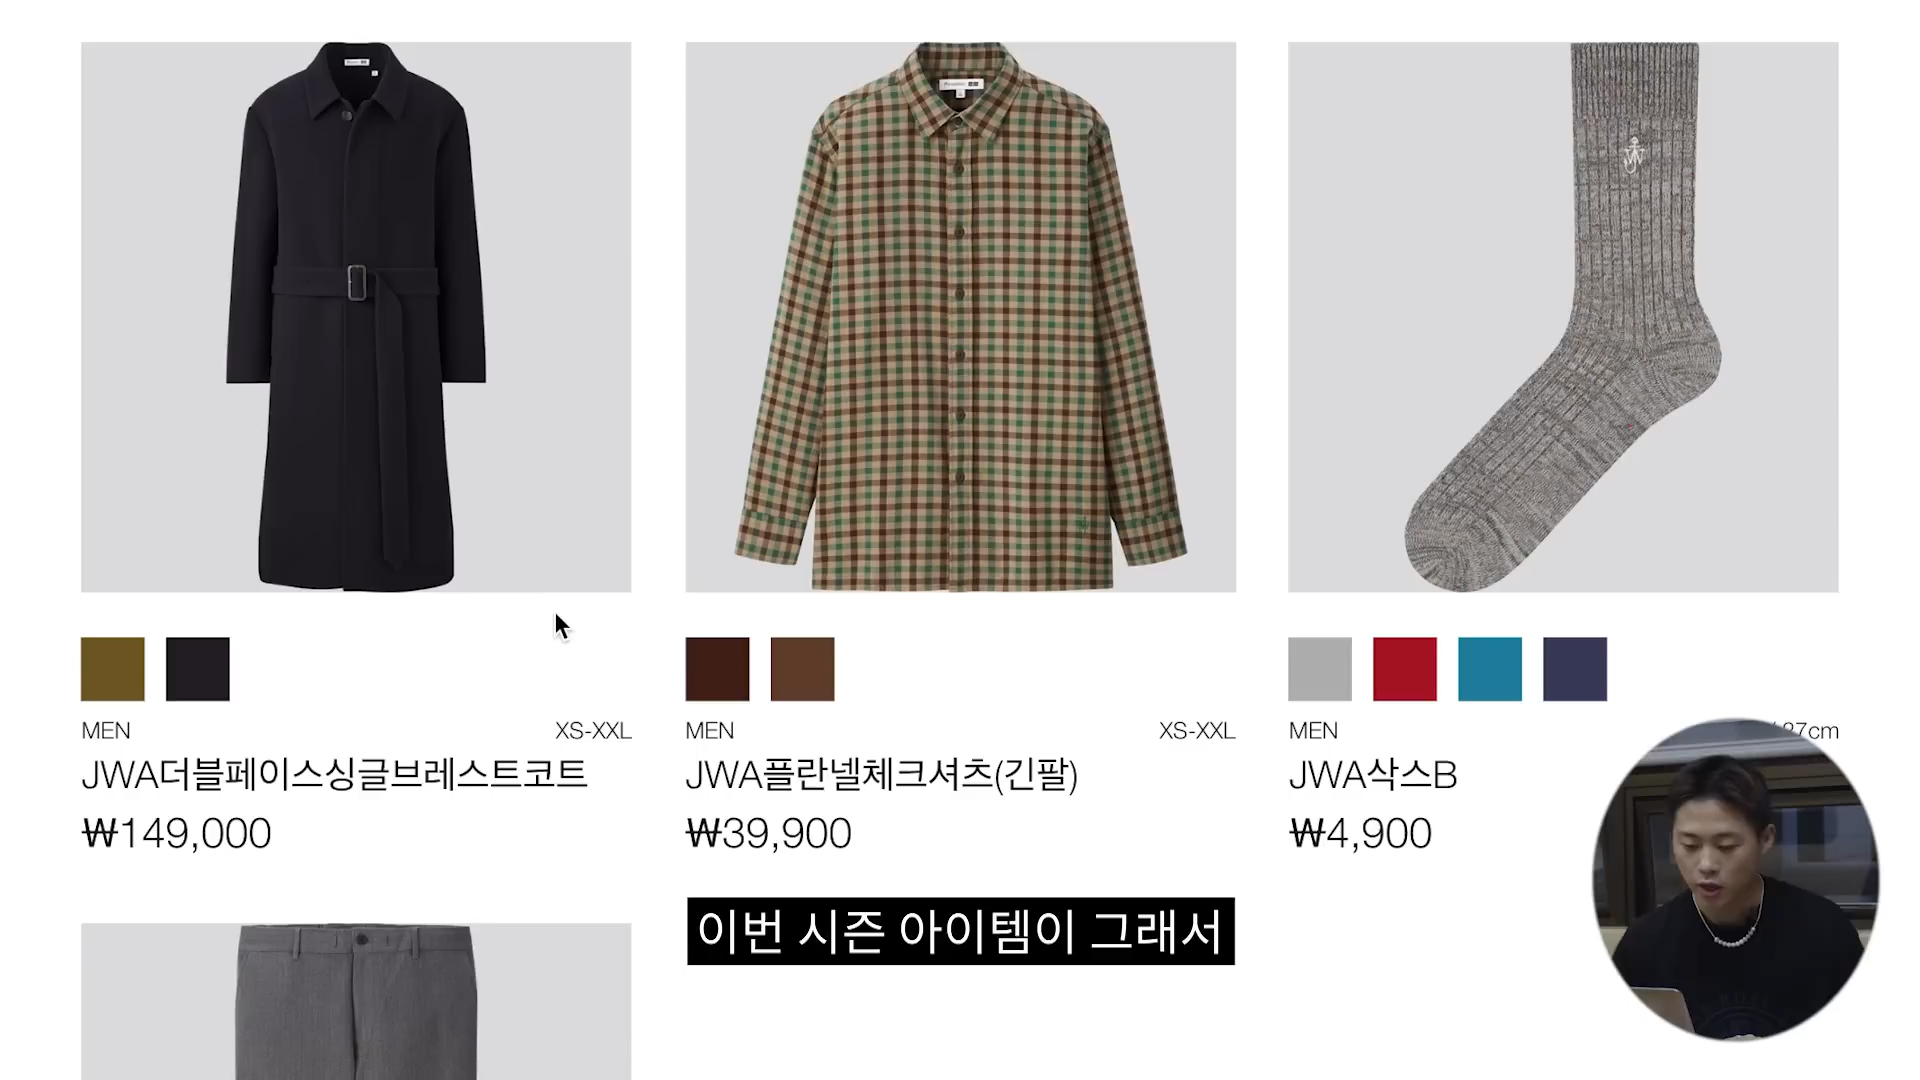 MEN XS-XXL
JWA더블페이스싱글브레스트코트
₩149,000
MEN XS-XXL
JWA플란넬체크셔츠(긴팔)
₩39,900
MEN 27cm
JWA삭스B
₩4,900
이번 시즌 아이템이 그래서